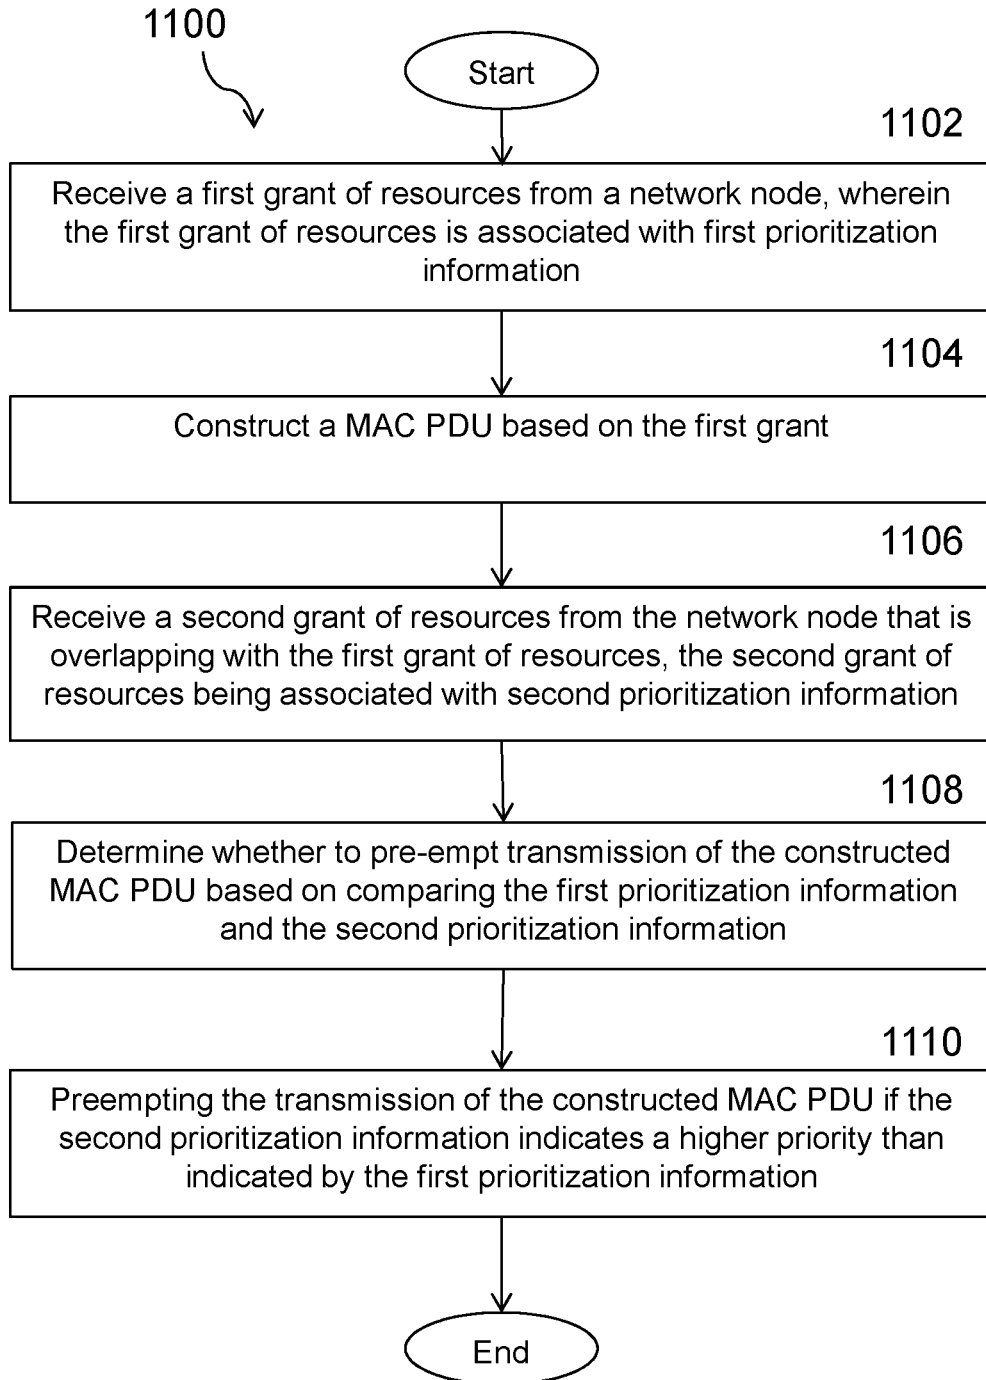 1100
Start
1102
Receive a first grant of resources from a network node, wherein
the first grant of resources is associated with first prioritization
information
1104
Construct a MAC PDU based on the first grant
1106
Receive a second grant of resources from the network node that is
overlapping with the first grant of resources, the second grant of
resources being associated with second prioritization information
1108
Determine whether to pre-empt transmission of the constructed
MAC PDU based on comparing the first prioritization information
and the second prioritization information
1110
Preempting the transmission of the constructed MAC PDU if the
second prioritization information indicates a higher priority than
indicated by the first prioritization information
End